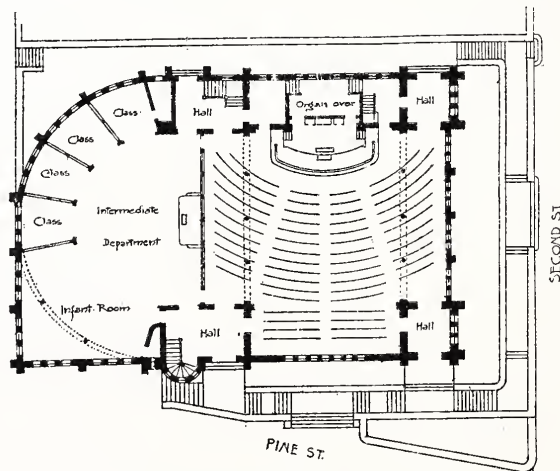 Class
Hall
Organ over
Hall
Class
Class
Class
Intermediate
Department
Infant Room
Hall
Hall
SECOND ST.
PINE ST.